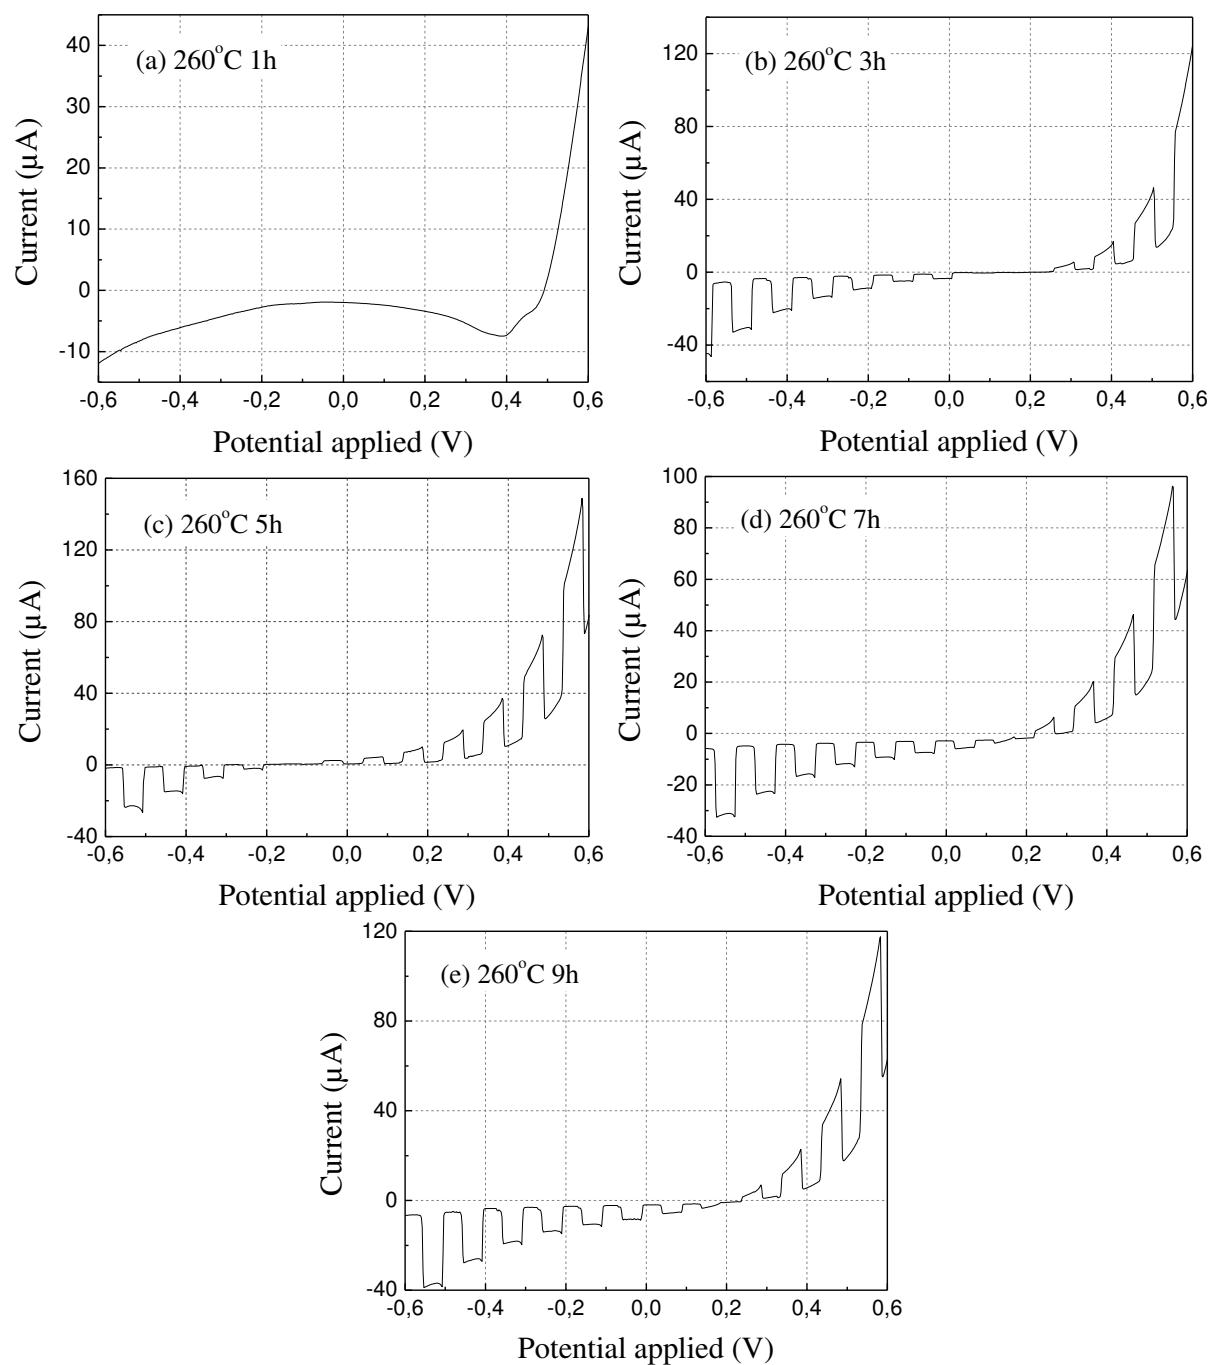 (a) 260°C 1h
Current (µA)
40
30
20
10
0
-10
-0,6 -0,4 -0,2 0,0 0,2 0,4 0,6
Potential applied (V)
(b) 260°C 3h
Current (µA)
120
80
40
0
-40
-0,6 -0,4 -0,2 0,0 0,2 0,4 0,6
Potential applied (V)
(c) 260°C 5h
Current (µA)
160
120
80
40
0
-40
-0,6 -0,4 -0,2 0,0 0,2 0,4 0,6
Potential applied (V)
(d) 260°C 7h
Current (µA)
100
80
60
40
20
0
-20
-40
-0,6 -0,4 -0,2 0,0 0,2 0,4 0,6
Potential applied (V)
(e) 260°C 9h
Current (µA)
120
80
40
0
-40
-0,6 -0,4 -0,2 0,0 0,2 0,4 0,6
Potential applied (V)